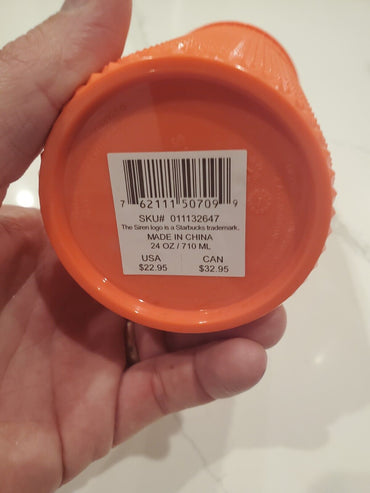 7 62111 50709 9
SKU# 011132647
The Siren logo is a Starbucks trademark.
MADE IN CHINA
24 OZ / 710 ML
USA CAN
$22.95 $32.95